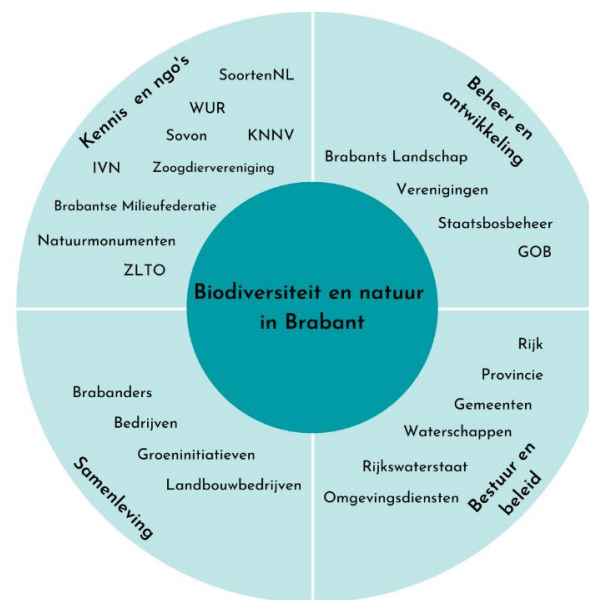 Kennis en ngo's
SoortenNL
WUR
Sovon
KNNV
IVN
Zoogdiervereniging
Brabantse Milieufederatie
Natuurmonumenten
ZLTO
Beheer en
ontwikkeling
Brabants Landschap
Verenigingen
Staatsbosbeheer
GOB
Biodiversiteit en natuur
in Brabant
Samenleving
Brabanders
Bedrijven
Groeninitiatieven
Landbouwbedrijven
Rijk
Provincie
Gemeenten
Waterschappen
Rijkswaterstaat
Omgevingsdiensten
Bestuur en
beleid